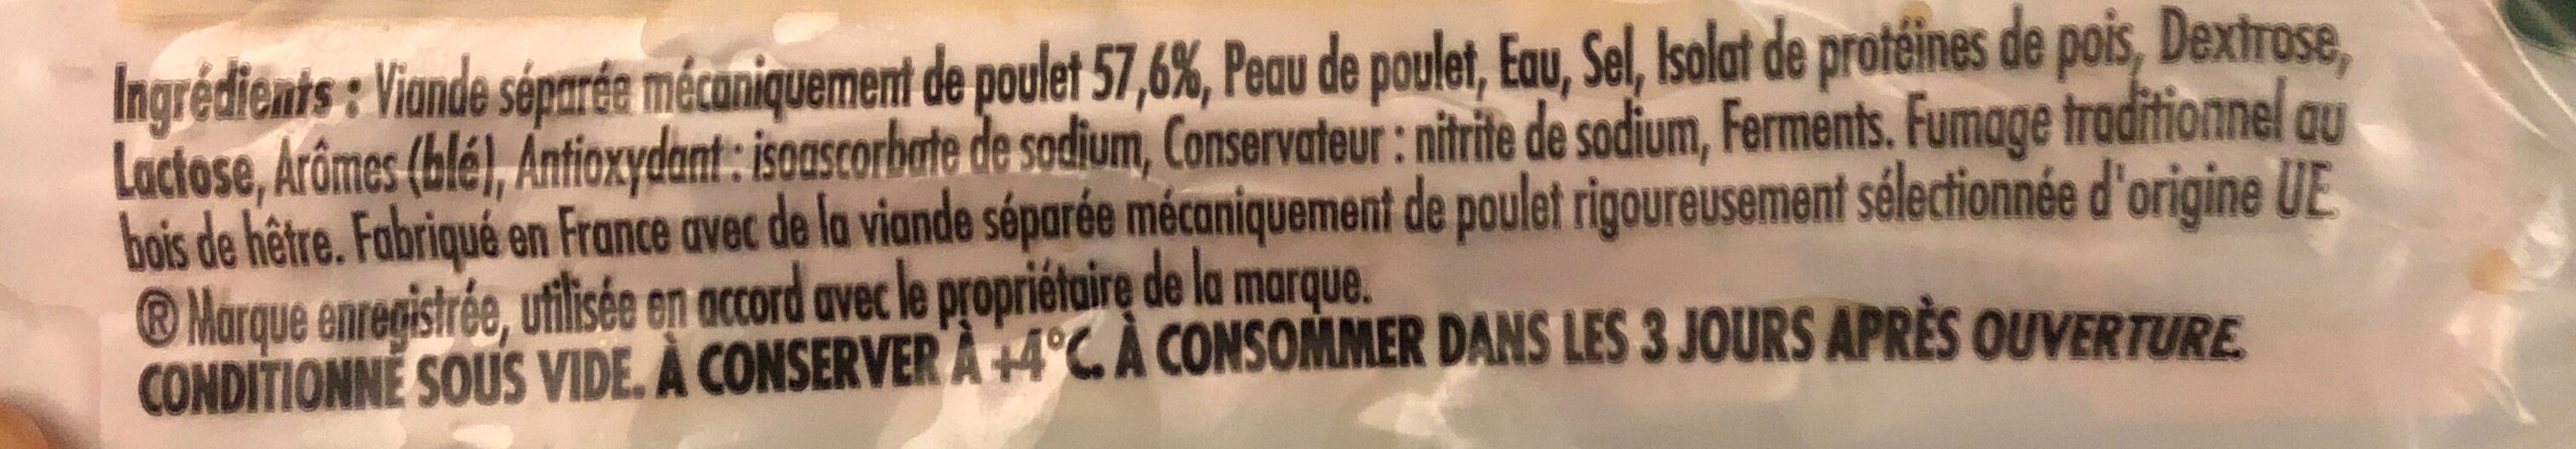 Ingrédients : Viande séparée mécaniquement de poulet 57,6%, Peau de poulet, Eau, Sel, Isolat de protéines de pois, Dextrose,
Lactose, Arômes (blé), Antioxydant : isoascorbate de sodium, Conservateur : nitrite de sodium, Ferments. Fumage traditionnel au
bois de hêtre. Fabriqué en France avec de la viande séparée mécaniquement de poulet rigoureusement sélectionnée d'origine UE
® Marque enregistrée, utilisée en accord avec le propriétaire de la marque.
CONDITIONNÉ SOUS VIDE. À CONSERVER À +4°C. À CONSOMMER DANS LES 3 JOURS APRÈS OUVERTURE.